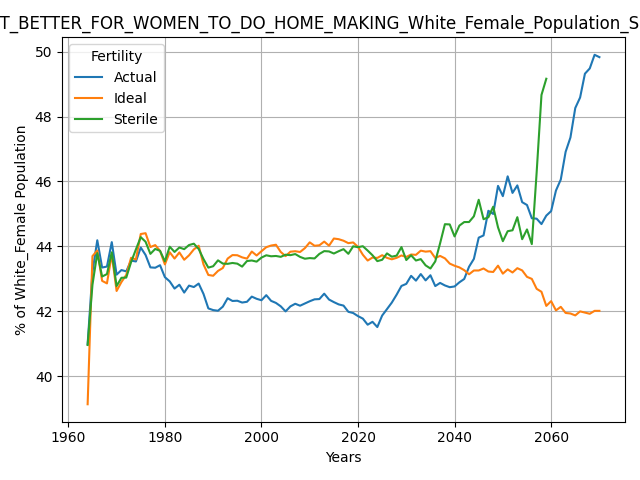 T_BETTER_FOR_WOMEN_TO_DO_HOME_MAKING_White_Female_Population_S
Fertility
Actual
Ideal
Sterile
% of White_Female Population
50
48
46
44
42
40
1960
1980
2000
2020
2040
2060
Years